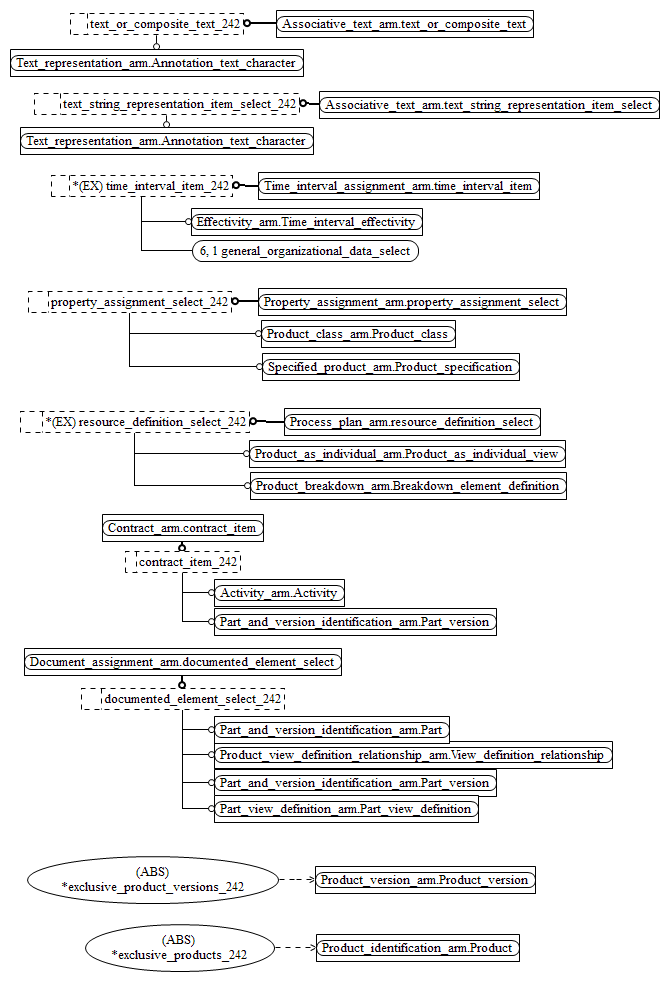 text_or_composite_text_242
Associative_text_arm.text_or_composite_text
Text_representation_arm.Annotation_text_character
text_string_representation_item_select_242
Associative_text_arm.text_string_representation_item_select
Text_representation_arm.Annotation_text_character
*(EX) time_interval_item_242
Time_interval_assignment_arm.time_interval_item
Effectivity_arm.Time_interval_effectivity
6, 1 general_organizational_data_select
property_assignment_select_242
Property_assignment_arm.property_assignment_select
Product_class_arm.Product_class
Specified_product_arm.Product_specification
*(EX) resource_definition_select_242
Process_plan_arm.resource_definition_select
Product_as_individual_arm.Product_as_individual_view
Product_breakdown_arm.Breakdown_element_definition
Contract_arm.contract_item
contract_item_242
Activity_arm.Activity
Part_and_version_identification_arm.Part_version
Document_assignment_arm.documented_element_select
documented_element_select_242
Part_and_version_identification_arm.Part
Product_view_definition_relationship_arm.View_definition_relationship
Part_and_version_identification_arm.Part_version
Part_view_definition_arm.Part_view_definition
(ABS)
*exclusive_product_versions_242
Product_version_arm.Product_version
(ABS)
*exclusive_products_242
Product_identification_arm.Product